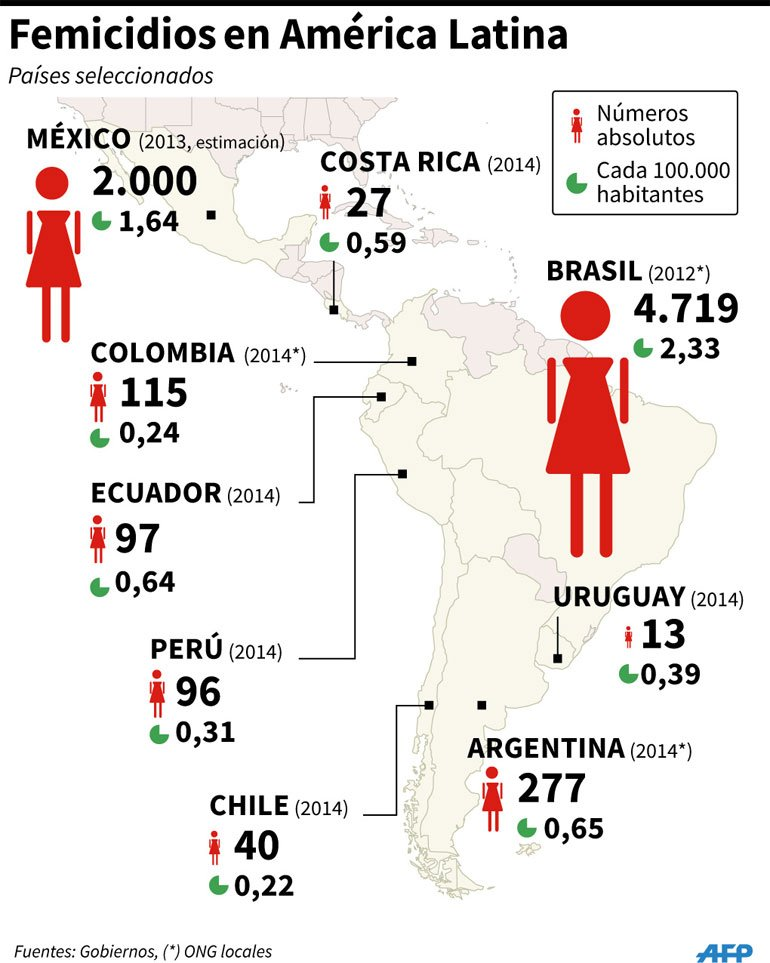 Femicidios en América Latina
Países seleccionados
Números
absolutos
Cada 100.000
habitantes
MÉXICO (2013, estimación)
2.000
1,64
COSTA RICA (2014)
27
0,59
BRASIL (2012*)
4.719
2,33
COLOMBIA (2014*)
115
0,24
ECUADOR (2014)
97
0,64
URUGUAY (2014)
13
0,39
PERÚ (2014)
96
0,31
ARGENTINA (2014*)
277
0,65
CHILE (2014)
40
0,22
Fuentes: Gobiernos, (*) ONG locales
AFP